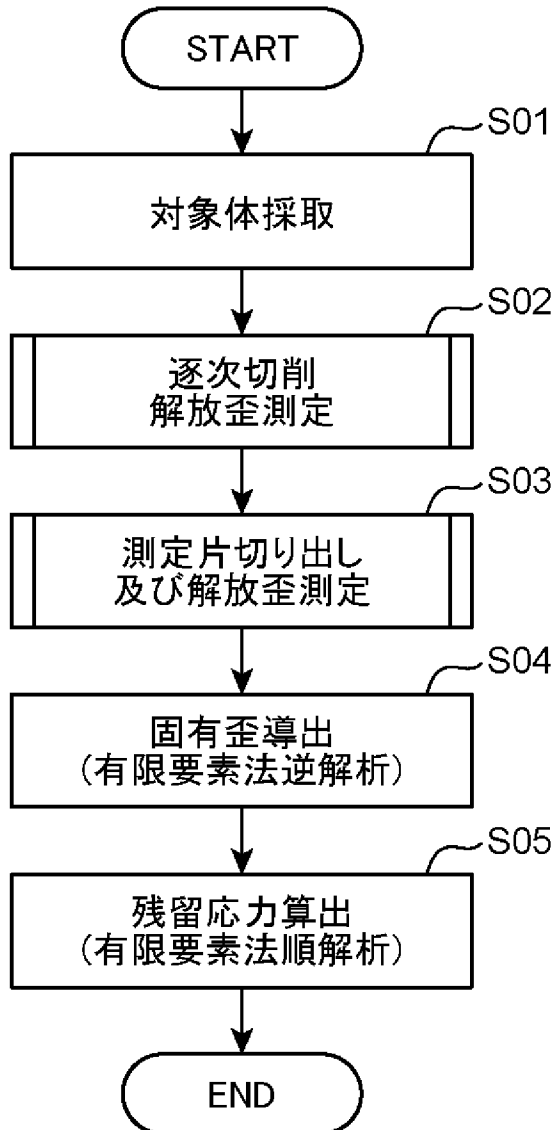 START
S01
対象体採取
S02
逐次切削
解放歪測定
S03
測定片切り出し
及び解放歪測定
S04
固有歪導出
(有限要素法逆解析)
S05
残留応力算出
(有限要素法順解析)
END